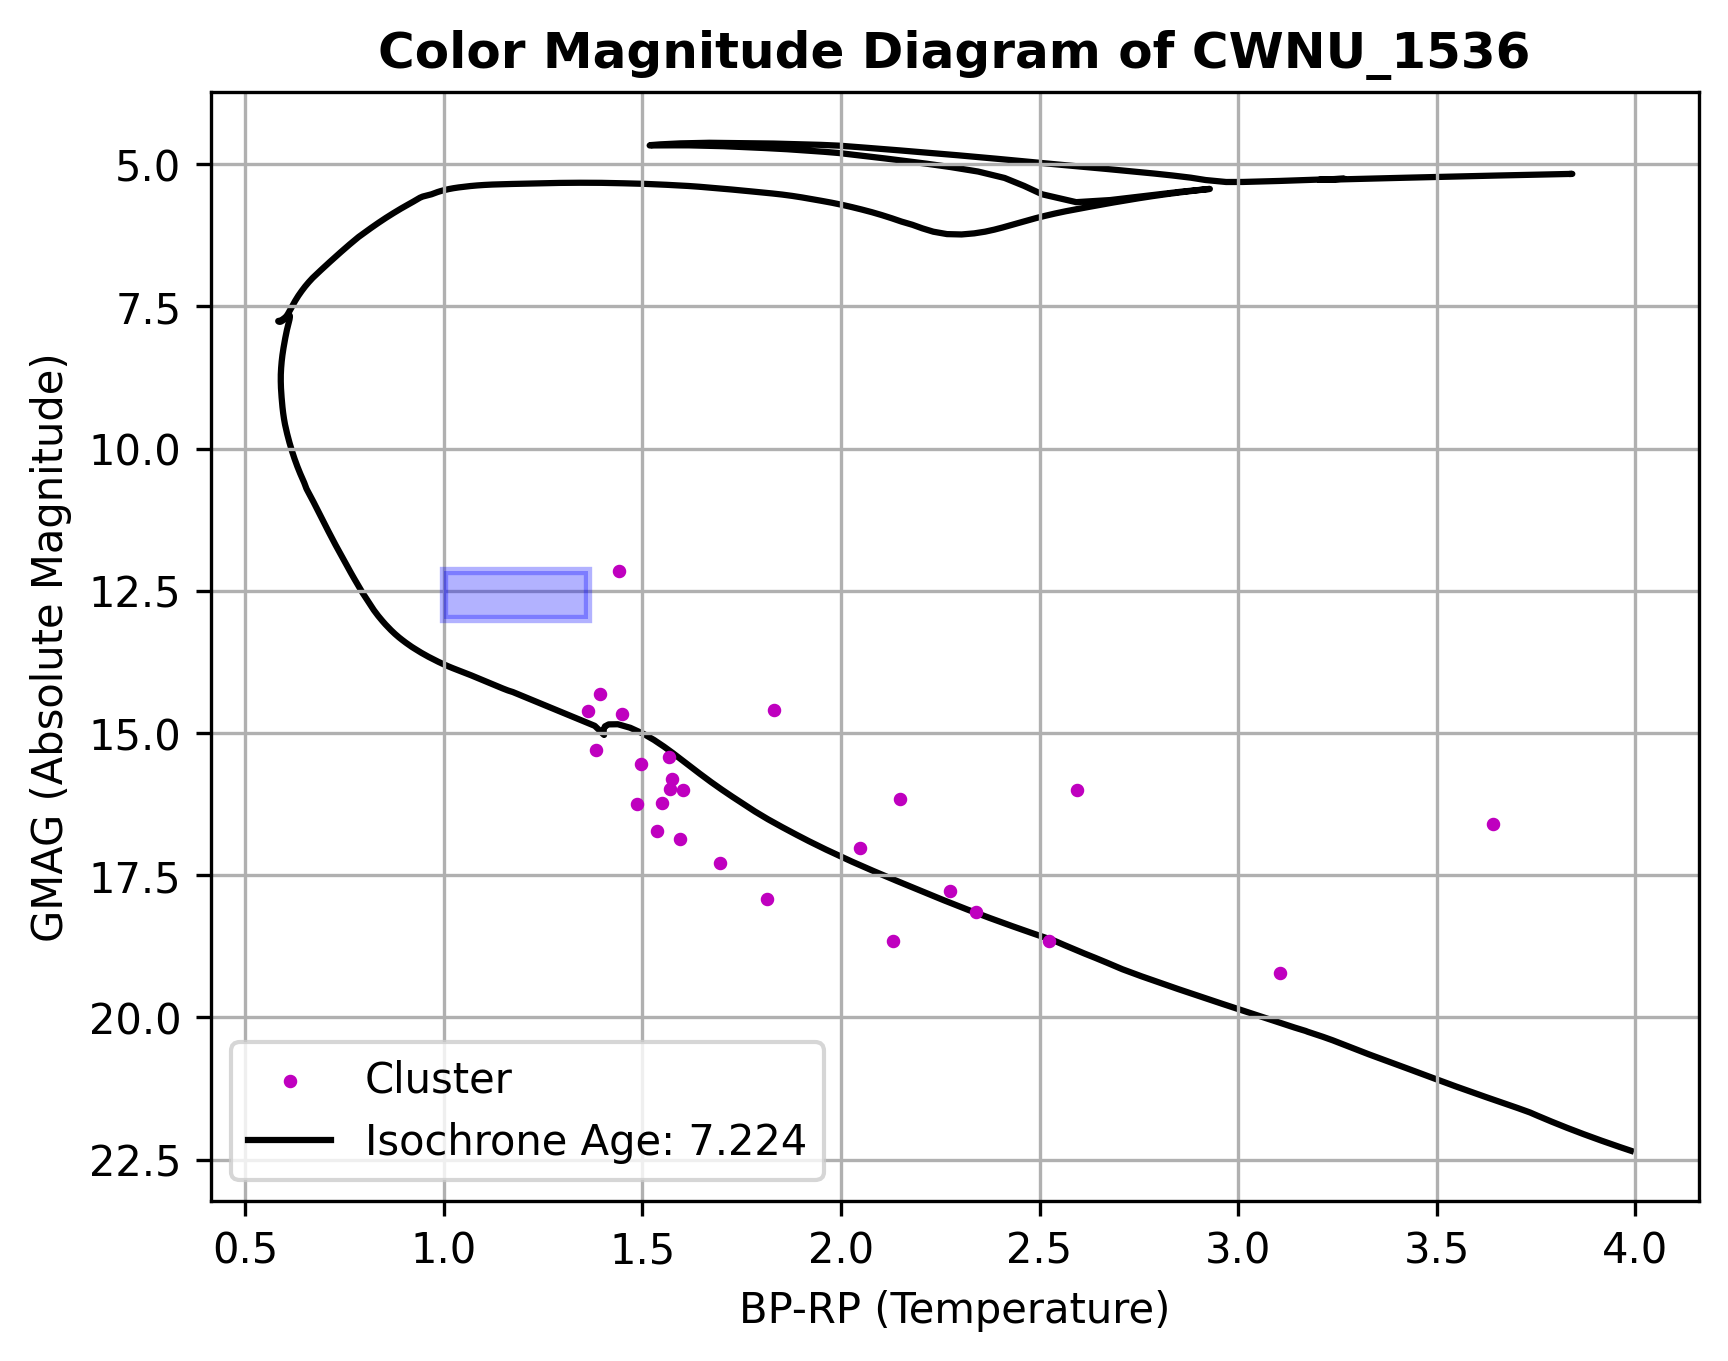 Color Magnitude Diagram of CWNU_1536
GMAG (Absolute Magnitude)
5.0
7.5
10.0
12.5
15.0
17.5
20.0
22.5
Cluster
Isochrone Age: 7.224
0.5 1.0 1.5 2.0 2.5 3.0 3.5 4.0
BP-RP (Temperature)